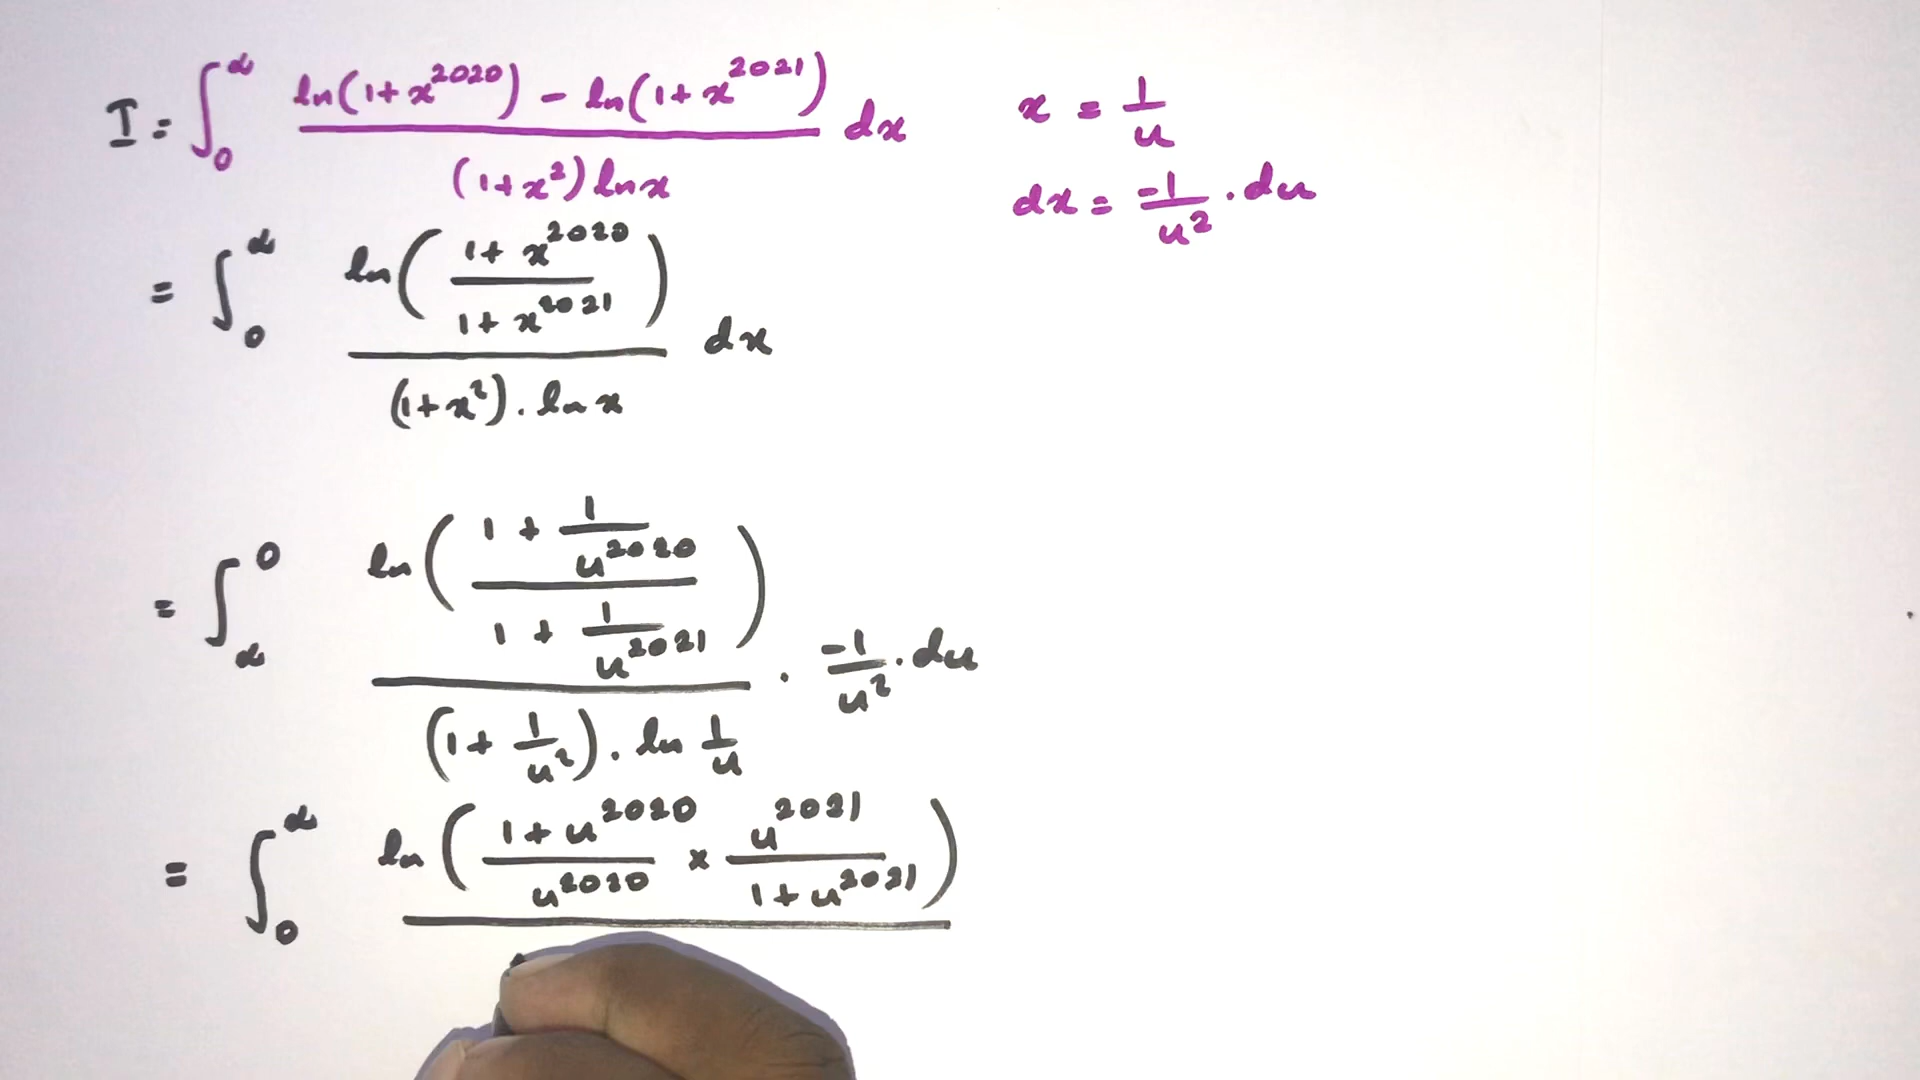 I = ∫₀^∞ (ln(1+x^2020) - ln(1+x^2021)) / ((1+x²) ln x) dx
x = 1/u
dx = -1/u² . du
= ∫₀^∞ ln((1+x^2020)/(1+x^2021)) / ((1+x²) . ln x) dx
= ∫_∞^0 ln((1 + 1/u^2020)/(1 + 1/u^2021)) / ((1 + 1/u²) . ln 1/u) . -1/u² . du
= ∫₀^∞ ln((1+u^2020)/u^2020 × u^2021/(1+u^2021))